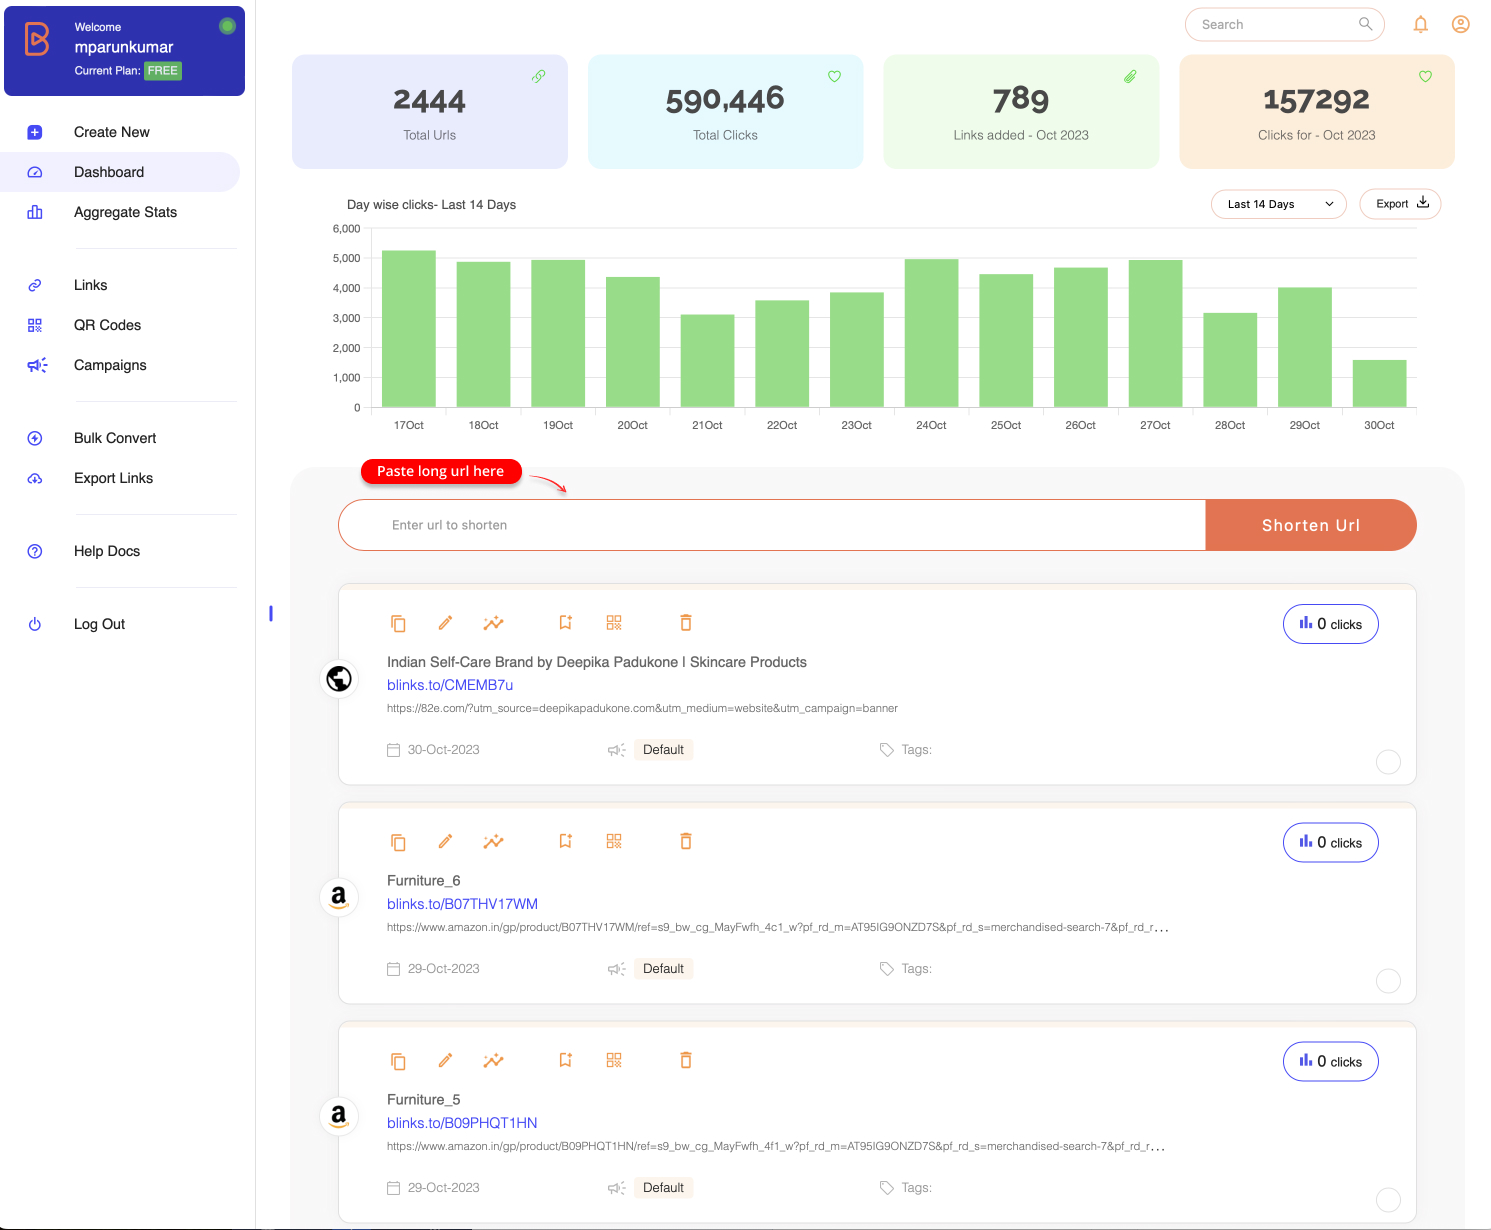 Welcome
mparunkumar
Current Plan: FREE
Create New
Dashboard
Aggregate Stats
Links
QR Codes
Campaigns
Bulk Convert
Export Links
Help Docs
Log Out
Search
2444
Total Urls
590,446
Total Clicks
789
Links added - Oct 2023
157292
Clicks for - Oct 2023
Day wise clicks- Last 14 Days
Last 14 Days
Export
6,000
5,000
4,000
3,000
2,000
1,000
0
17Oct 18Oct 19Oct 20Oct 21Oct 22Oct 23Oct 24Oct 25Oct 26Oct 27Oct 28Oct 29Oct 30Oct
Paste long url here
Enter url to shorten
Shorten Url
0 clicks
Indian Self-Care Brand by Deepika Padukone | Skincare Products
blinks.to/CMEMB7u
https://82e.com/?utm_source=deepikapadukone.com&utm_medium=website&utm_campaign=banner
30-Oct-2023 Default Tags:
0 clicks
Furniture_6
blinks.to/B07THV17WM
https://www.amazon.in/gp/product/B07THV17WM/ref=s9_bw_cg_MayFwfh_4c1_w?pf_rd_m=AT95IG9ONZD7S&pf_rd_s=merchandised-search-7&pf_rd_r...
29-Oct-2023 Default Tags:
0 clicks
Furniture_5
blinks.to/B09PHQT1HN
https://www.amazon.in/gp/product/B09PHQT1HN/ref=s9_bw_cg_MayFwfh_4f1_w?pf_rd_m=AT95IG9ONZD7S&pf_rd_s=merchandised-search-7&pf_rd_r...
29-Oct-2023 Default Tags: